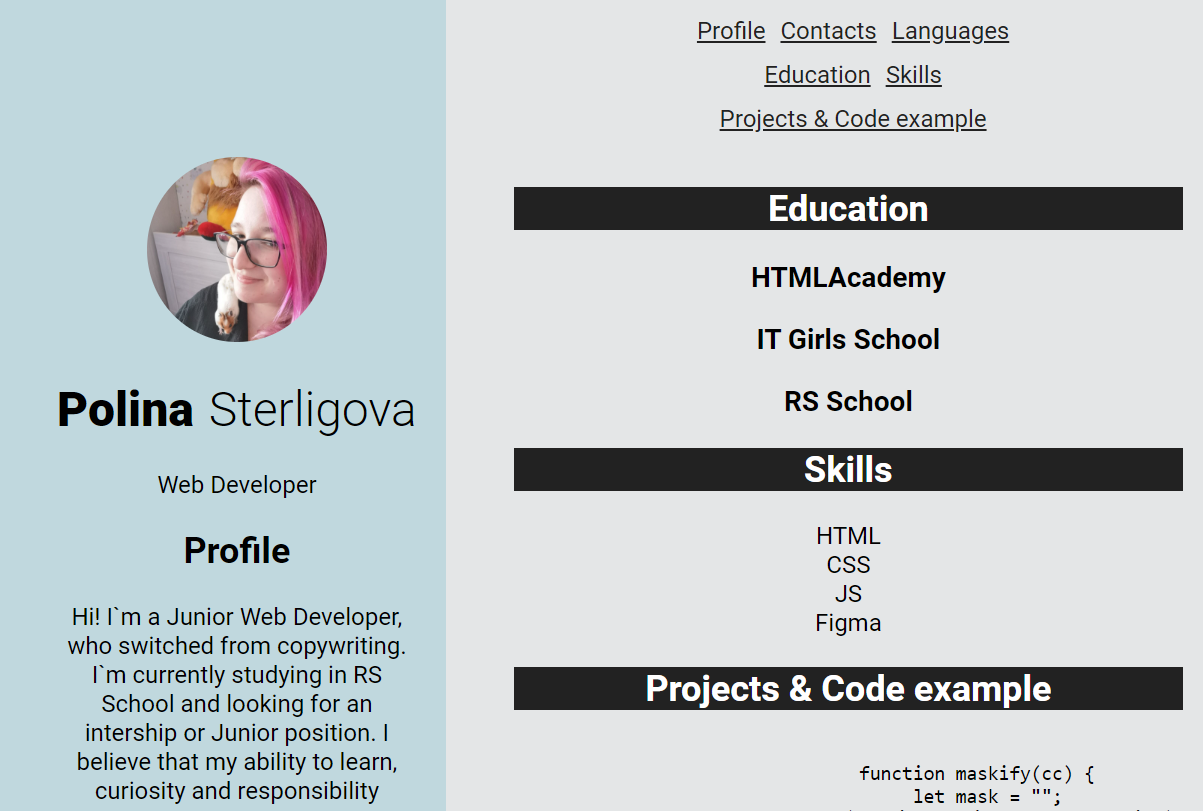 Profile Contacts Languages
Education Skills
Projects & Code example
Polina Sterligova
Web Developer
Profile
Hi! I`m a Junior Web Developer,
who switched from copywriting.
I`m currently studying in RS
School and looking for an
intership or Junior position. I
believe that my ability to learn,
curiosity and responsibility
Education
HTMLAcademy
IT Girls School
RS School
Skills
HTML
CSS
JS
Figma
Projects & Code example
function maskify(cc) {
let mask = "";